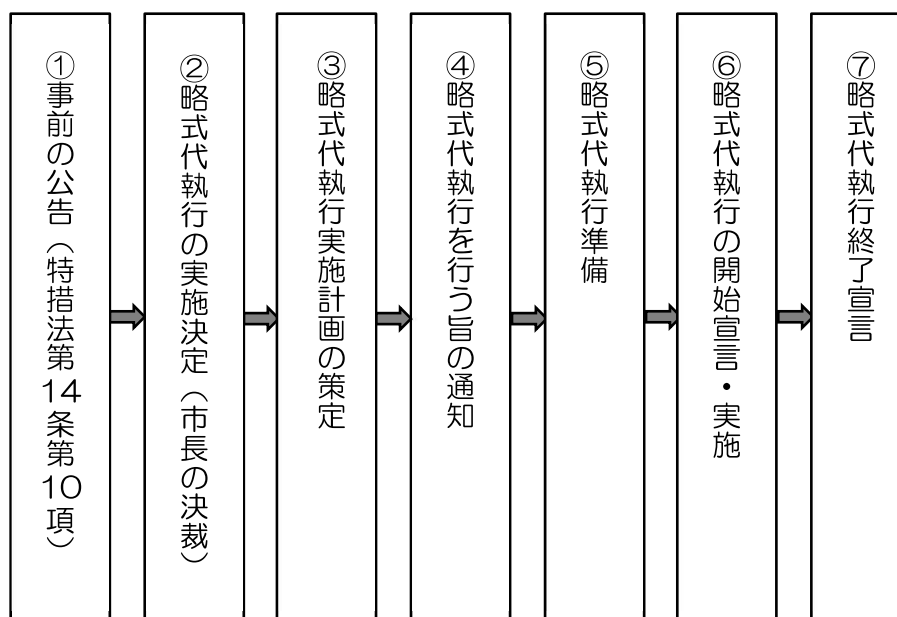 ①事前の公告（特措法第14条第10項）
②略式代執行の実施決定（市長の決裁）
③略式代執行実施計画の策定
④略式代執行を行う旨の通知
⑤略式代執行準備
⑥略式代執行の開始宣言・実施
⑦略式代執行終了宣言